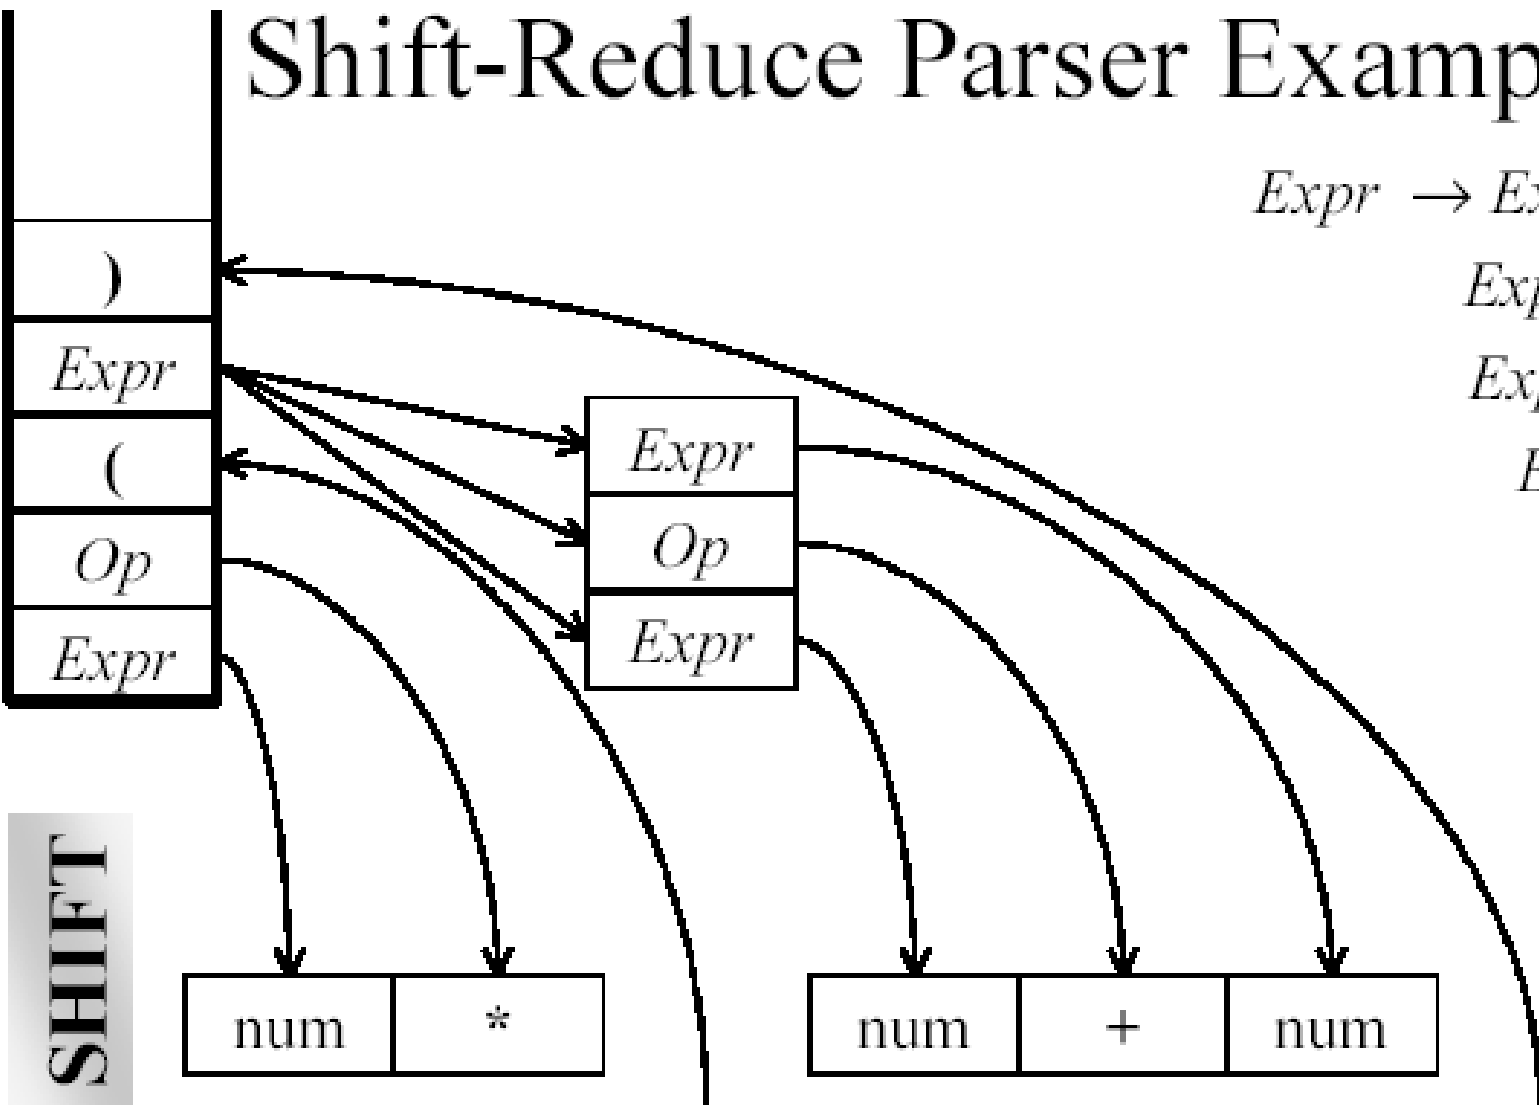 Shift-Reduce Parser Examp
Expr → Ex
Exp
Exp
E
)
Expr
(
Op
Expr
Expr
Op
Expr
SHIFT
num *
num + num